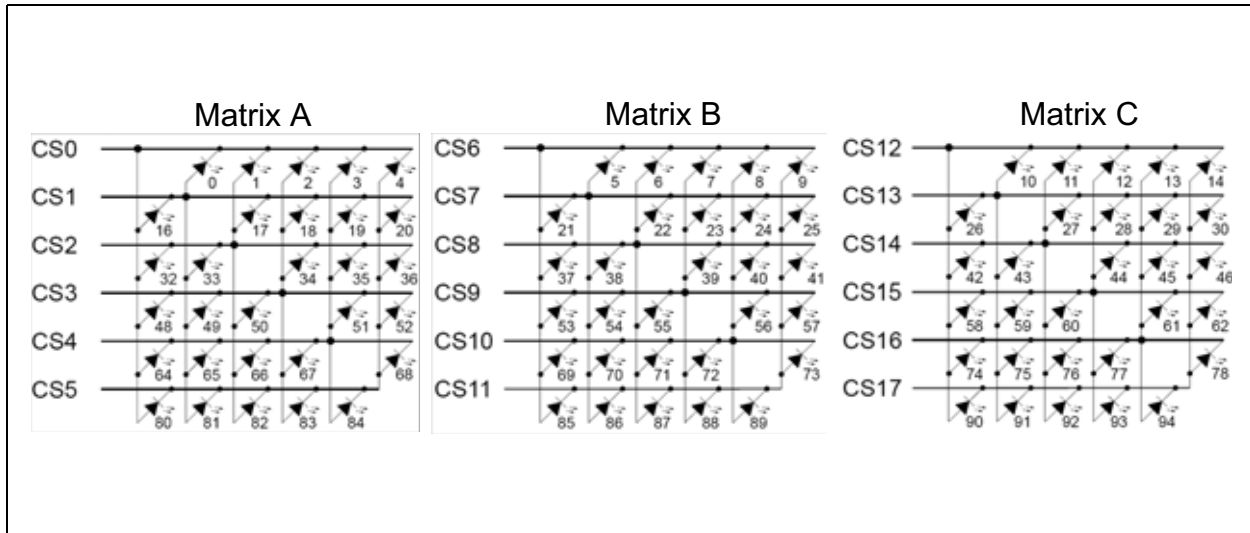 Matrix A Matrix B Matrix C
CS0 CS6 CS12
0 1 2 3 4 5 6 7 8 9 10 11 12 13 14
CS1 CS7 CS13
16 17 18 19 20 21 22 23 24 25 26 27 28 29 30
CS2 CS8 CS14
32 33 34 35 36 37 38 39 40 41 42 43 44 45 46
CS3 CS9 CS15
48 49 50 51 52 53 54 55 56 57 58 59 60 61 62
CS4 CS10 CS16
64 65 66 67 68 69 70 71 72 73 74 75 76 77 78
CS5 CS11 CS17
80 81 82 83 84 85 86 87 88 89 90 91 92 93 94